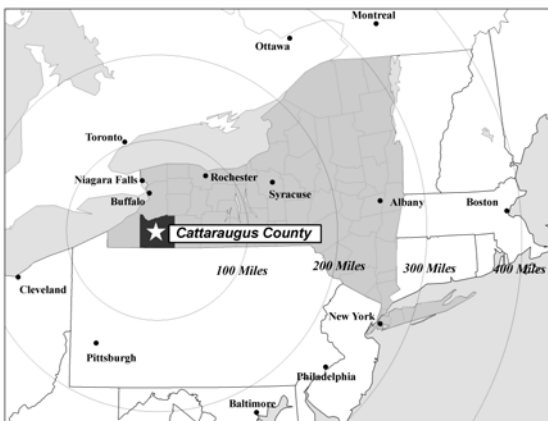 Montreal
Ottawa
Toronto
Niagara Falls
Rochester
Syracuse
Buffalo
Albany
Boston
Cattaraugus County
100 Miles
200 Miles
300 Miles
400 Miles
Cleveland
New York
Pittsburgh
Philadelphia
Baltimore